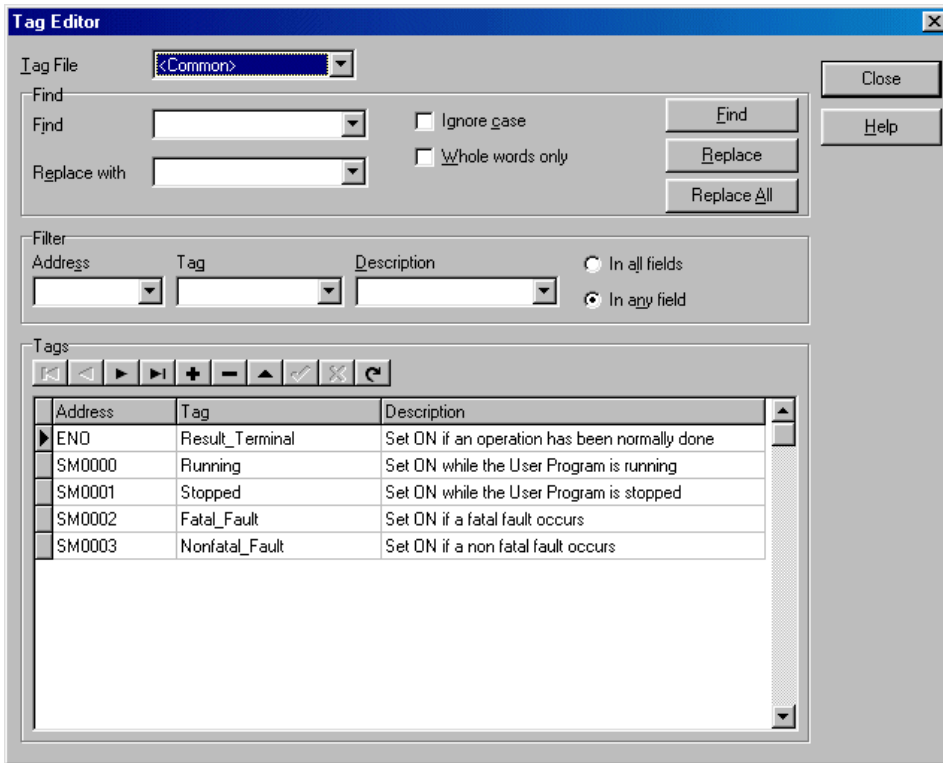 Tag Editor
Tag File <Common>
Close
Find
Find Ignore case Find
Help
Whole words only Replace
Replace with
Replace All
Filter
Address Tag Description In all fields
In any field
Tags
Address Tag Description
ENO Result_Terminal Set ON if an operation has been normally done
SM0000 Running Set ON while the User Program is running
SM0001 Stopped Set ON while the User Program is stopped
SM0002 Fatal_Fault Set ON if a fatal fault occurs
SM0003 Nonfatal_Fault Set ON if a non fatal fault occurs